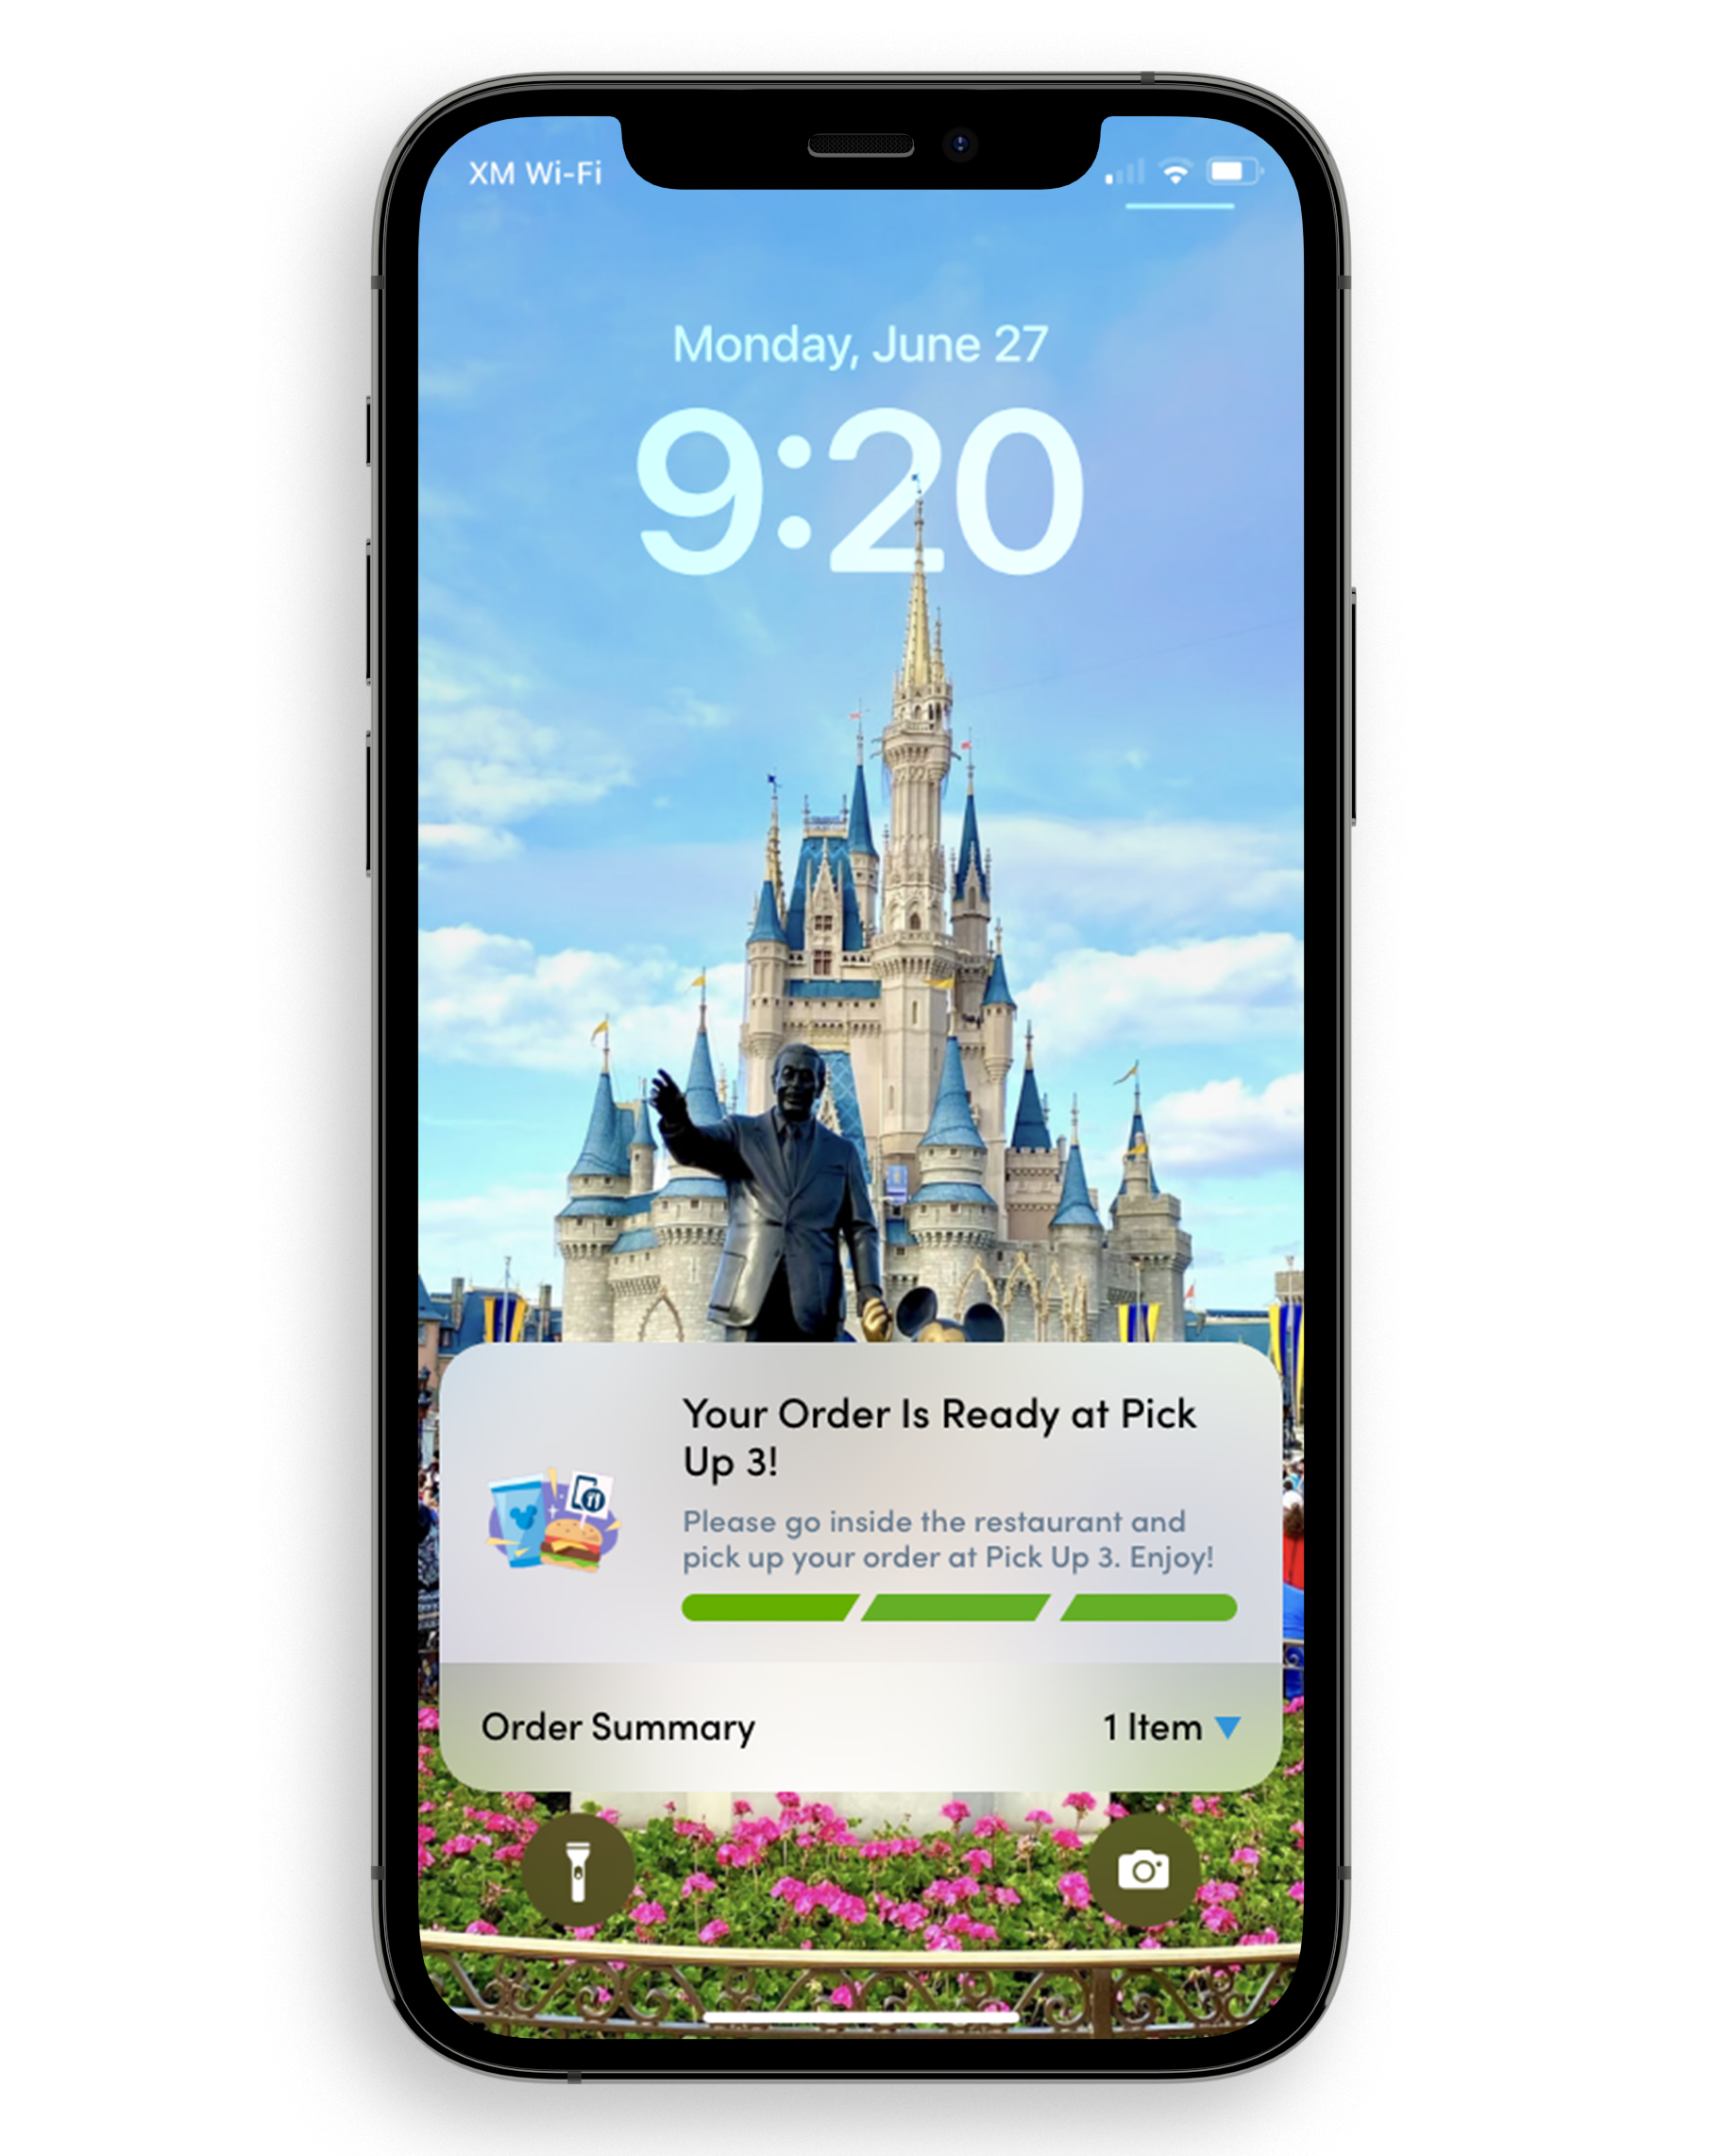 XM Wi-Fi
Monday, June 27
9:20
Your Order Is Ready at Pick
Up 3!
Please go inside the restaurant and
pick up your order at Pick Up 3. Enjoy!
Order Summary
1 Item